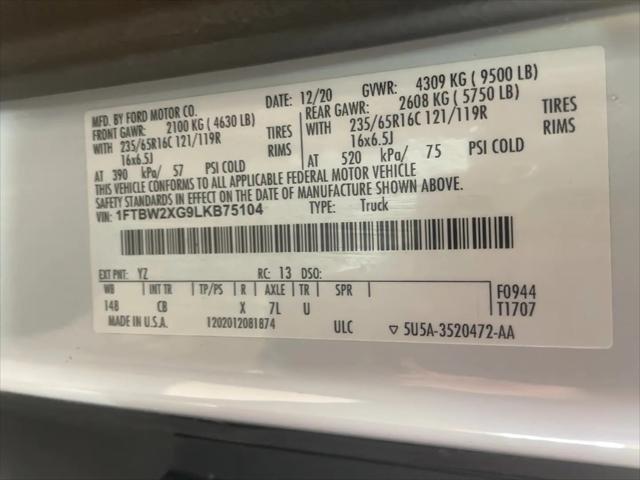 MFD. BY FORD MOTOR CO. DATE: 12/20 GVWR: 4309 KG ( 9500 LB)
FRONT GAWR: 2100 KG ( 4630 LB) REAR GAWR: 2608 KG ( 5750 LB)
WITH 235/65R16C 121/119R TIRES WITH 235/65R16C 121/119R TIRES
16x6.5J RIMS 16x6.5J RIMS
AT 390 kPa/ 57 PSI COLD AT 520 kPa/ 75 PSI COLD
THIS VEHICLE CONFORMS TO ALL APPLICABLE FEDERAL MOTOR VEHICLE
SAFETY STANDARDS IN EFFECT ON THE DATE OF MANUFACTURE SHOWN ABOVE.
VIN: 1FTBW2XG9LKB75104 TYPE: Truck
EXT PNT: YZ RC: 13 DSO:
WB INT TR TP/PS R AXLE TR SPR F0944
148 CB X 7L U T1707
MADE IN U.S.A. 1202012081874 ULC ▽ 5U5A-3520472-AA